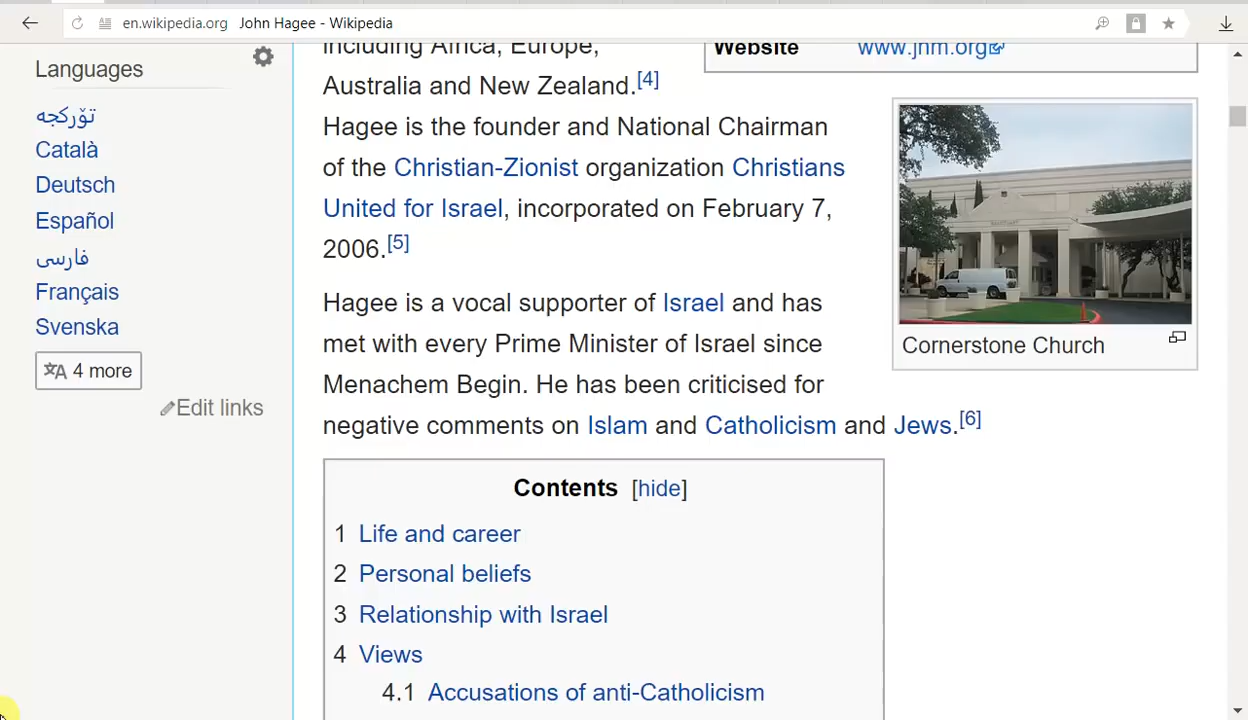 en.wikipedia.org John Hagee - Wikipedia
Languages
تۆرکجه
Català
Deutsch
Español
فارسی
Français
Svenska
4 more
Edit links
including Africa, Europe,
Australia and New Zealand.[4]
Hagee is the founder and National Chairman
of the Christian-Zionist organization Christians
United for Israel, incorporated on February 7,
2006.[5]
Hagee is a vocal supporter of Israel and has
met with every Prime Minister of Israel since
Menachem Begin. He has been criticised for
negative comments on Islam and Catholicism and Jews.[6]
Website www.jhm.org
Cornerstone Church
Contents [hide]
1 Life and career
2 Personal beliefs
3 Relationship with Israel
4 Views
4.1 Accusations of anti-Catholicism